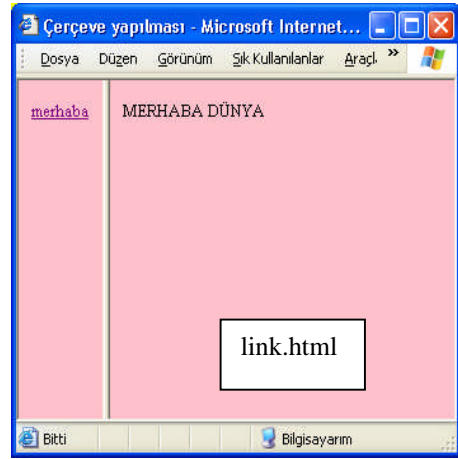 Çerçeve yapılması - Microsoft Internet...
Dosya Düzen Görünüm Sık Kullanılanlar Araçl »
merhaba
MERHABA DÜNYA
link.html
Bitti
Bilgisayarım